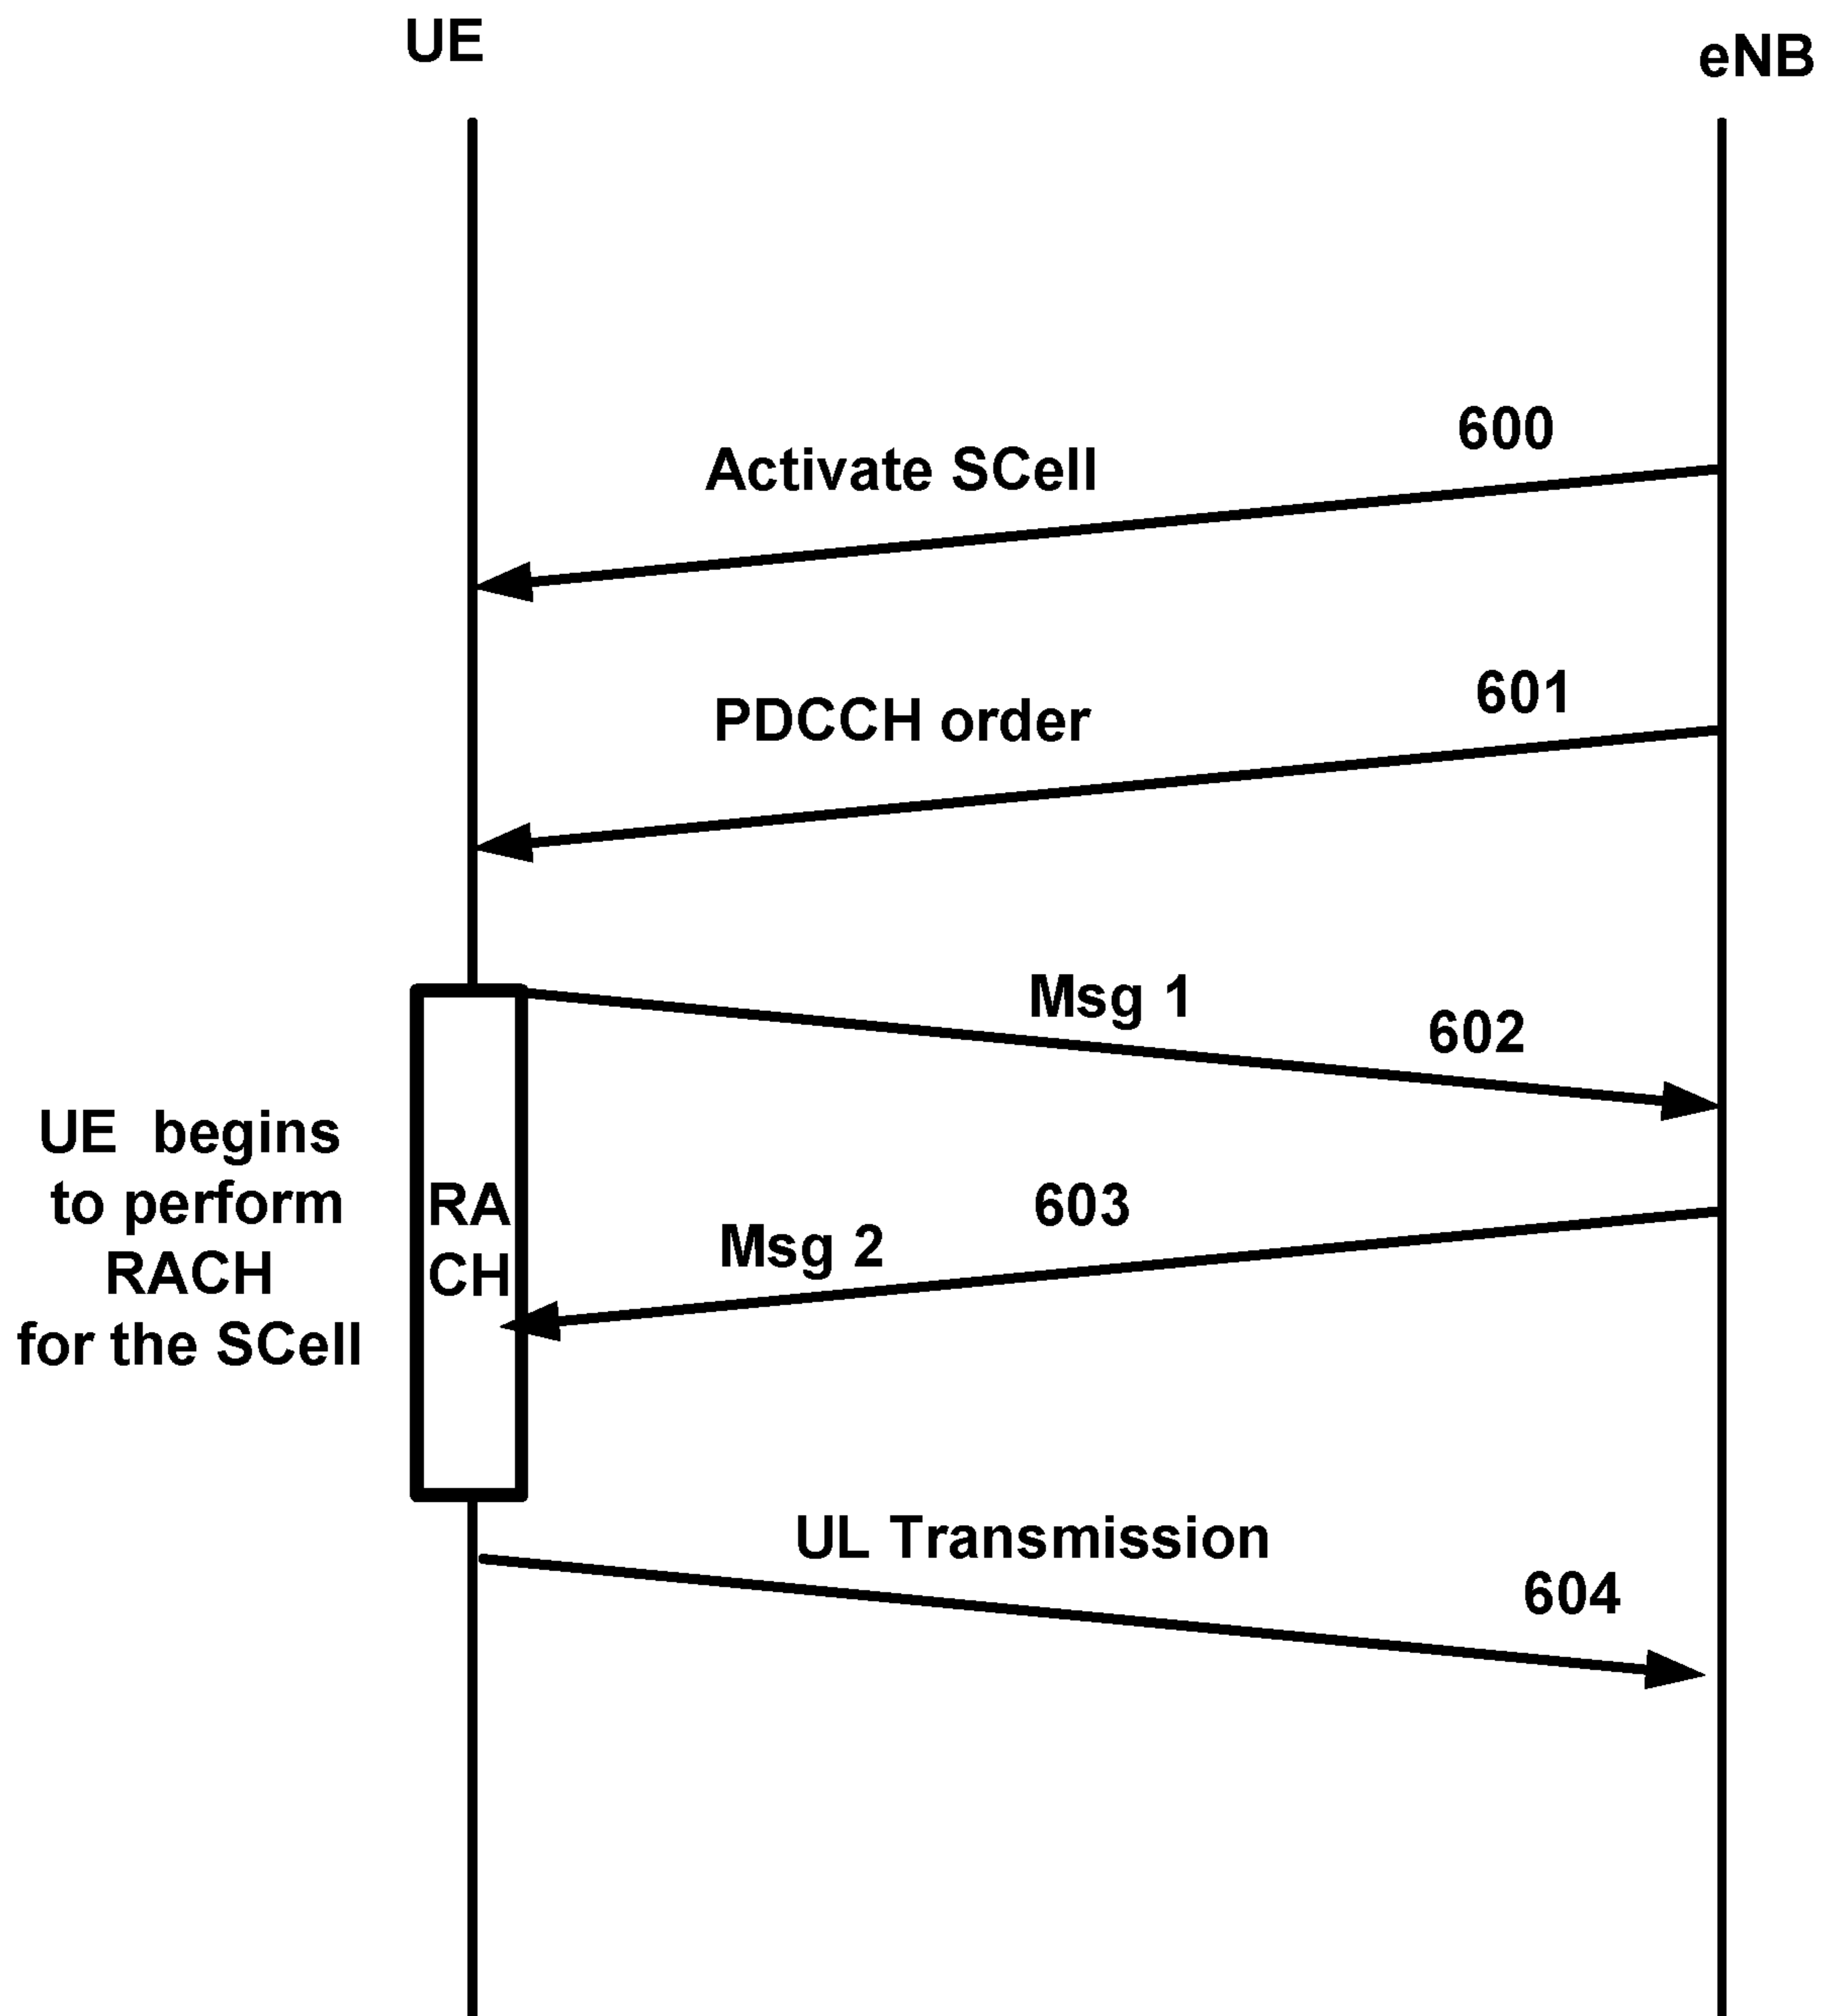 UE
eNB
600
Activate SCell
601
PDCCH order
Msg 1
602
UE begins
to perform
RACH
for the SCell
RA
CH
603
Msg 2
UL Transmission
604